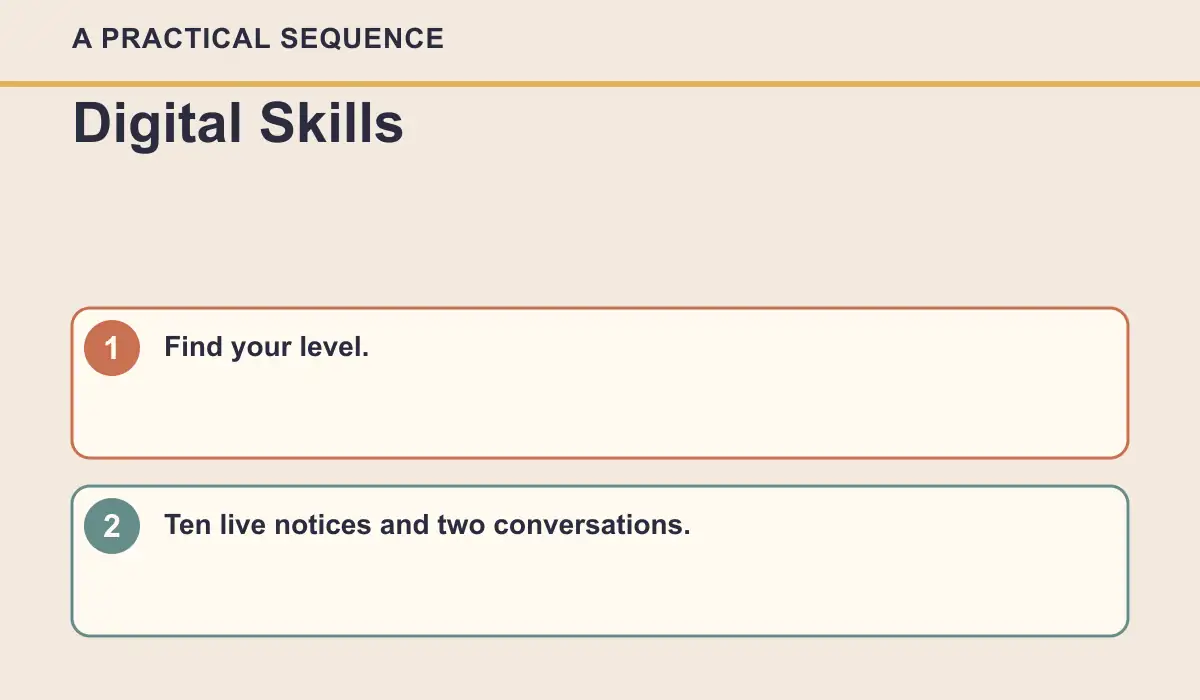 A PRACTICAL SEQUENCE
Digital Skills
1
Find your level.
2
Ten live notices and two conversations.